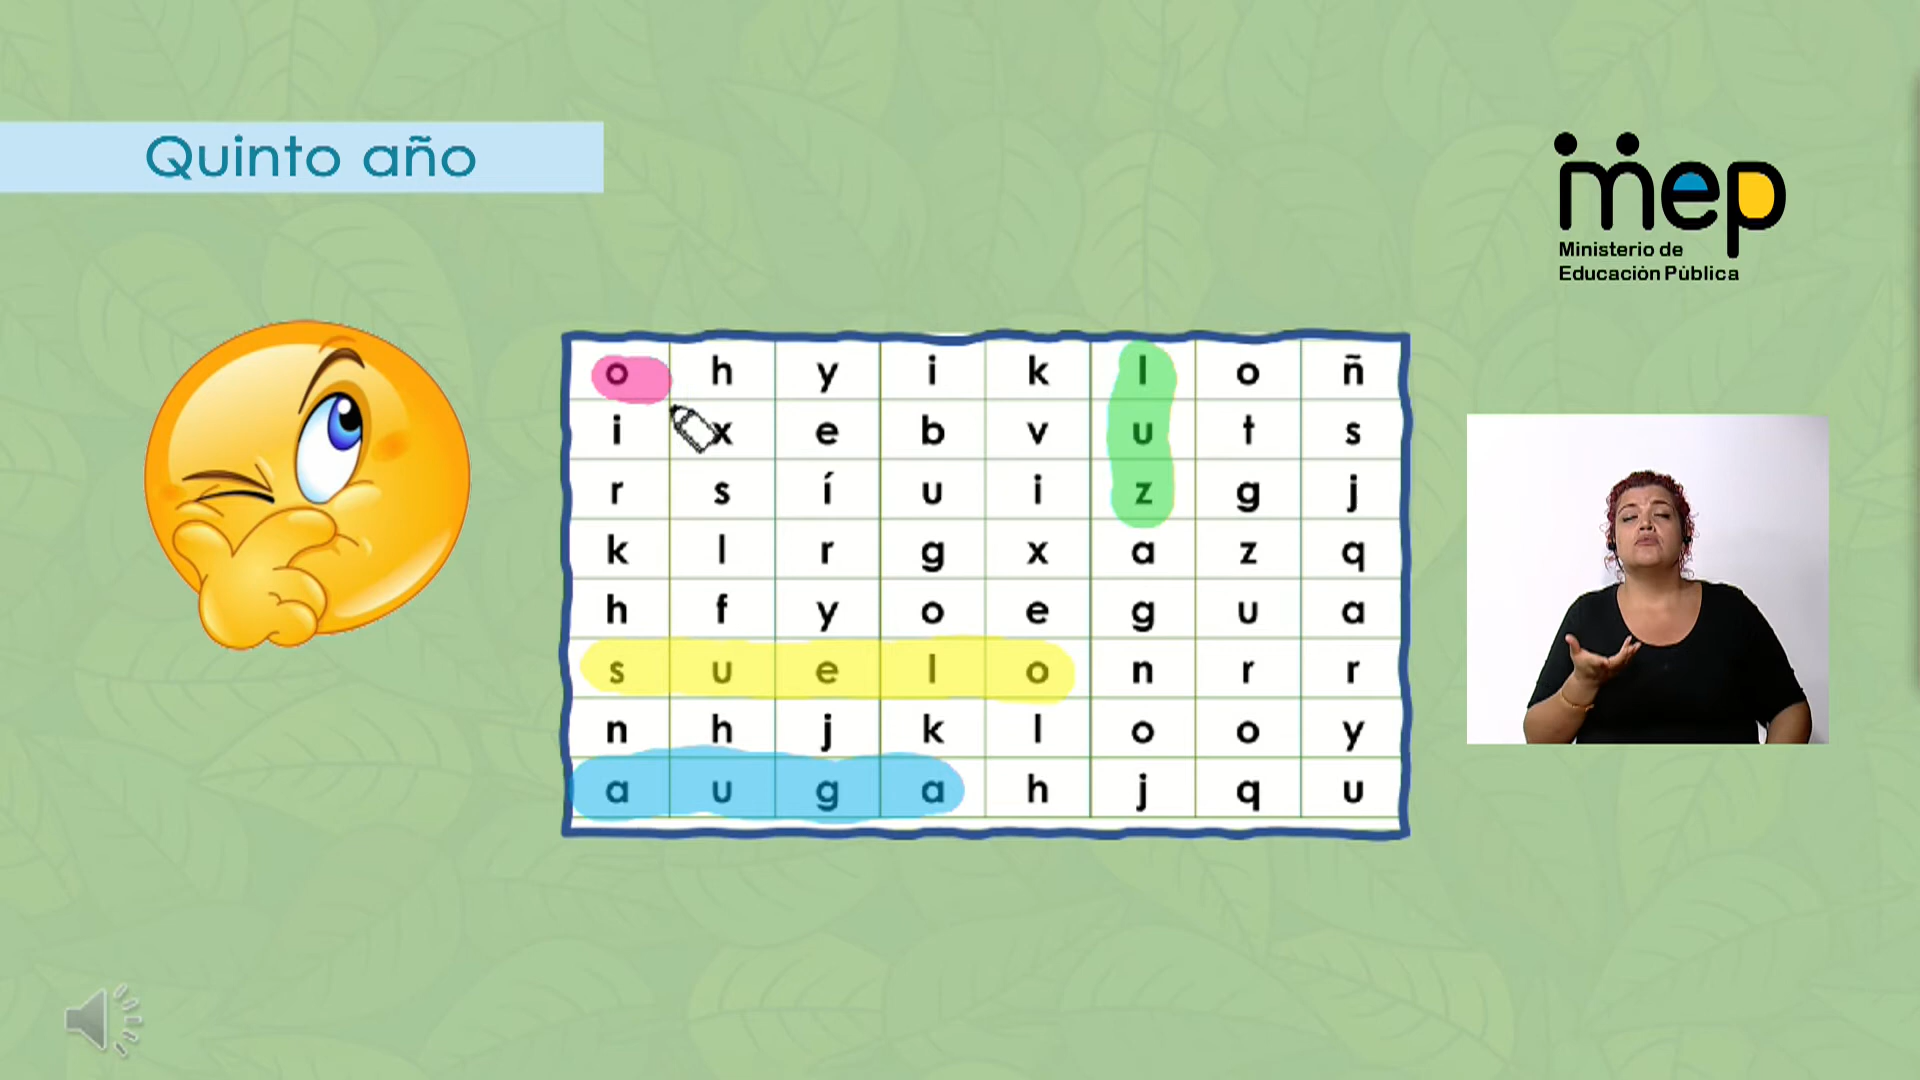 Quinto año
mep
Ministerio de
Educación Pública
o h y i k l o ñ
i x e b v u t s
r s í u i z g j
k l r g x a z q
h f y o e g u a
s u e l o n r r
n h j k l o o y
a u g a h j q u